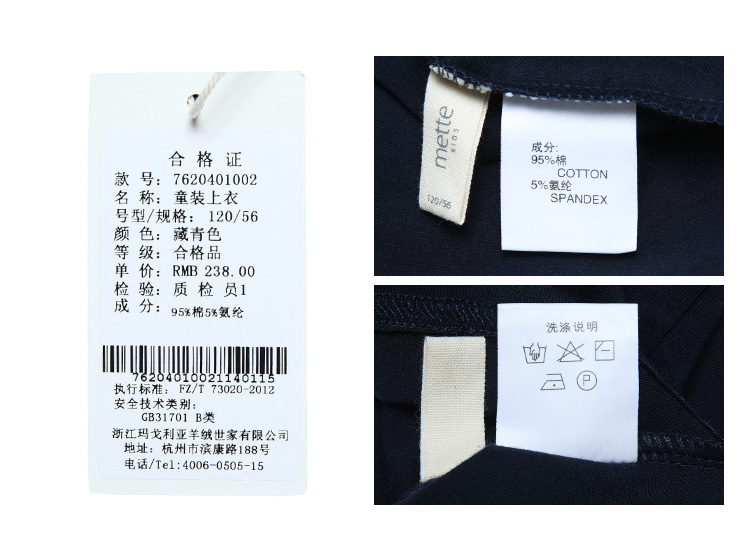 合格证
款 号: 7620401002
名 称: 童装上衣
号型/规格: 120/56
颜 色: 藏青色
等 级: 合格品
单 价: RMB 238.00
检 验: 质 检 员1
成 分: 95%棉5%氨纶
76204010021140115
执行标准: FZ/T 73020-2012
安全技术类别:
GB31701 B类
浙江玛戈利亚羊绒世家有限公司
地址: 杭州市滨康路188号
电话/Tel:4006-0505-15
mette
KIDS
120/56
成分:
95%棉
COTTON
5%氨纶
SPANDEX
洗涤说明
P